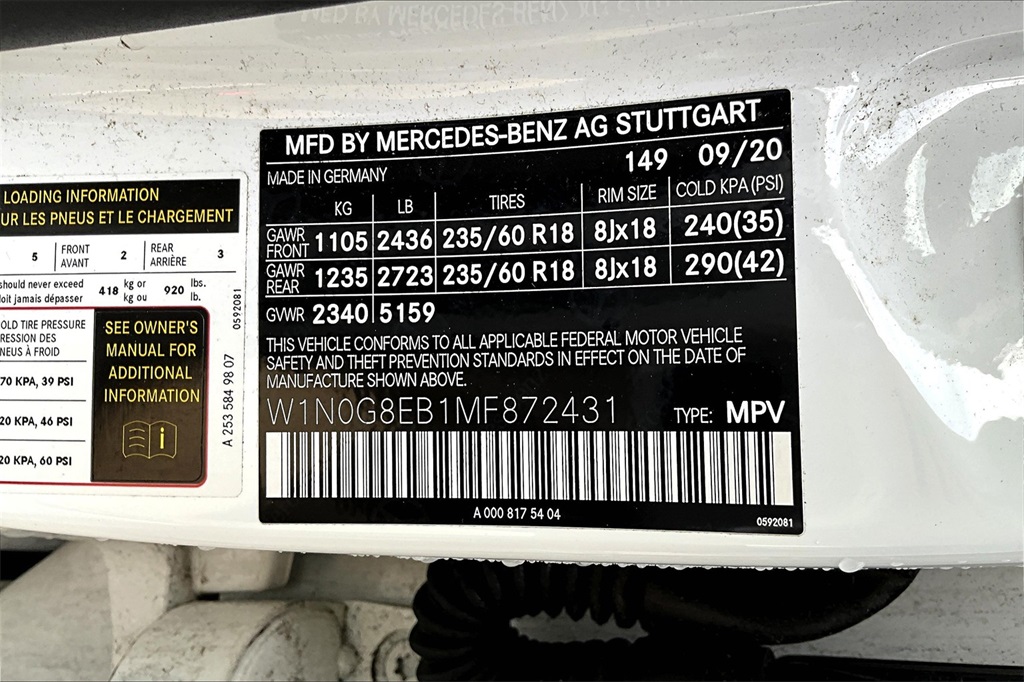 MFD BY MERCEDES-BENZ AG STUTTGART
149 09/20
MADE IN GERMANY
KG LB TIRES RIM SIZE COLD KPA (PSI)
GAWR FRONT 1105 2436 235/60 R18 8Jx18 240(35)
GAWR REAR 1235 2723 235/60 R18 8Jx18 290(42)
GVWR 2340 5159
THIS VEHICLE CONFORMS TO ALL APPLICABLE FEDERAL MOTOR VEHICLE
SAFETY AND THEFT PREVENTION STANDARDS IN EFFECT ON THE DATE OF
MANUFACTURE SHOWN ABOVE.
W1N0G8EB1MF872431 TYPE: MPV
A 000 817 54 04
0592081
LOADING INFORMATION
UR LES PNEUS ET LE CHARGEMENT
5 FRONT AVANT 2 REAR ARRIÈRE 3
should never exceed 418 kg or 920 lbs.
oit jamais dépasser kg ou lb.
OLD TIRE PRESSURE
RESSION DES
NEUS À FROID
70 KPA, 39 PSI
20 KPA, 46 PSI
20 KPA, 60 PSI
SEE OWNER'S
MANUAL FOR
ADDITIONAL
INFORMATION
i
0592081
A 253 584 98 07